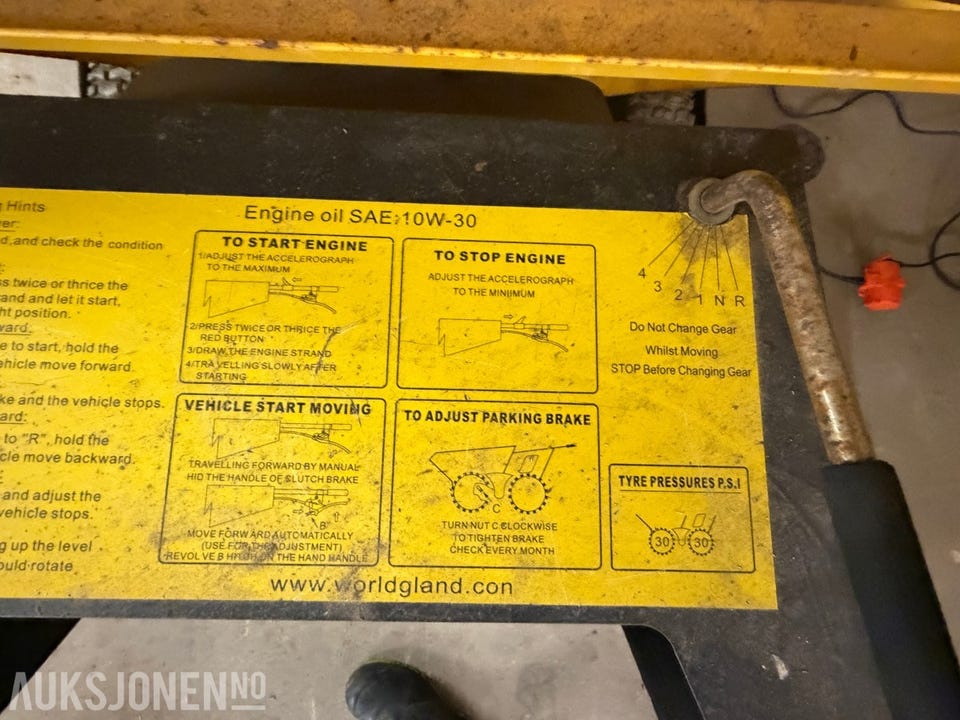 g Hints
er:
d,and check the condition
ss twice or thrice the
and and let it start,
ht position.
ward.
e to start, hold the
ehicle move forward.
ke and the vehicle stops.
ard:
to "R", hold the
cle move backward.
and adjust the
vehicle stops.
g up the level
ould rotate
Engine oil SAE:10W-30
TO START ENGINE
1/ADJUST THE ACCELEROGRAPH
TO THE MAXIMUM
2/PRESS TWICE OR THRICE THE
RED BUTTON
3/DRAW THE ENGINE STRAND
4/TRAVELLING SLOWLY AFTER
STARTING
TO STOP ENGINE
ADJUST THE ACCELEROGRAPH
TO THE MINIMUM
4 3 2 1 N R
Do Not Change Gear
Whilst Moving
STOP Before Changing Gear
VEHICLE START MOVING
TRAVELLING FORWARD BY MANUAL
HID THE HANDLE OF CLUTCH BRAKE
B
MOVE FORWARD AUTOMATICALLY
(USE FOR THE ADJUSTMENT)
REVOLVE B HITCH ON THE HAND HANDLE
TO ADJUST PARKING BRAKE
C
TURN NUT C CLOCKWISE
TO TIGHTEN BRAKE
CHECK EVERY MONTH
TYRE PRESSURES P.S.I
30 30
www.worldgland.con
AUKSJONEN NO